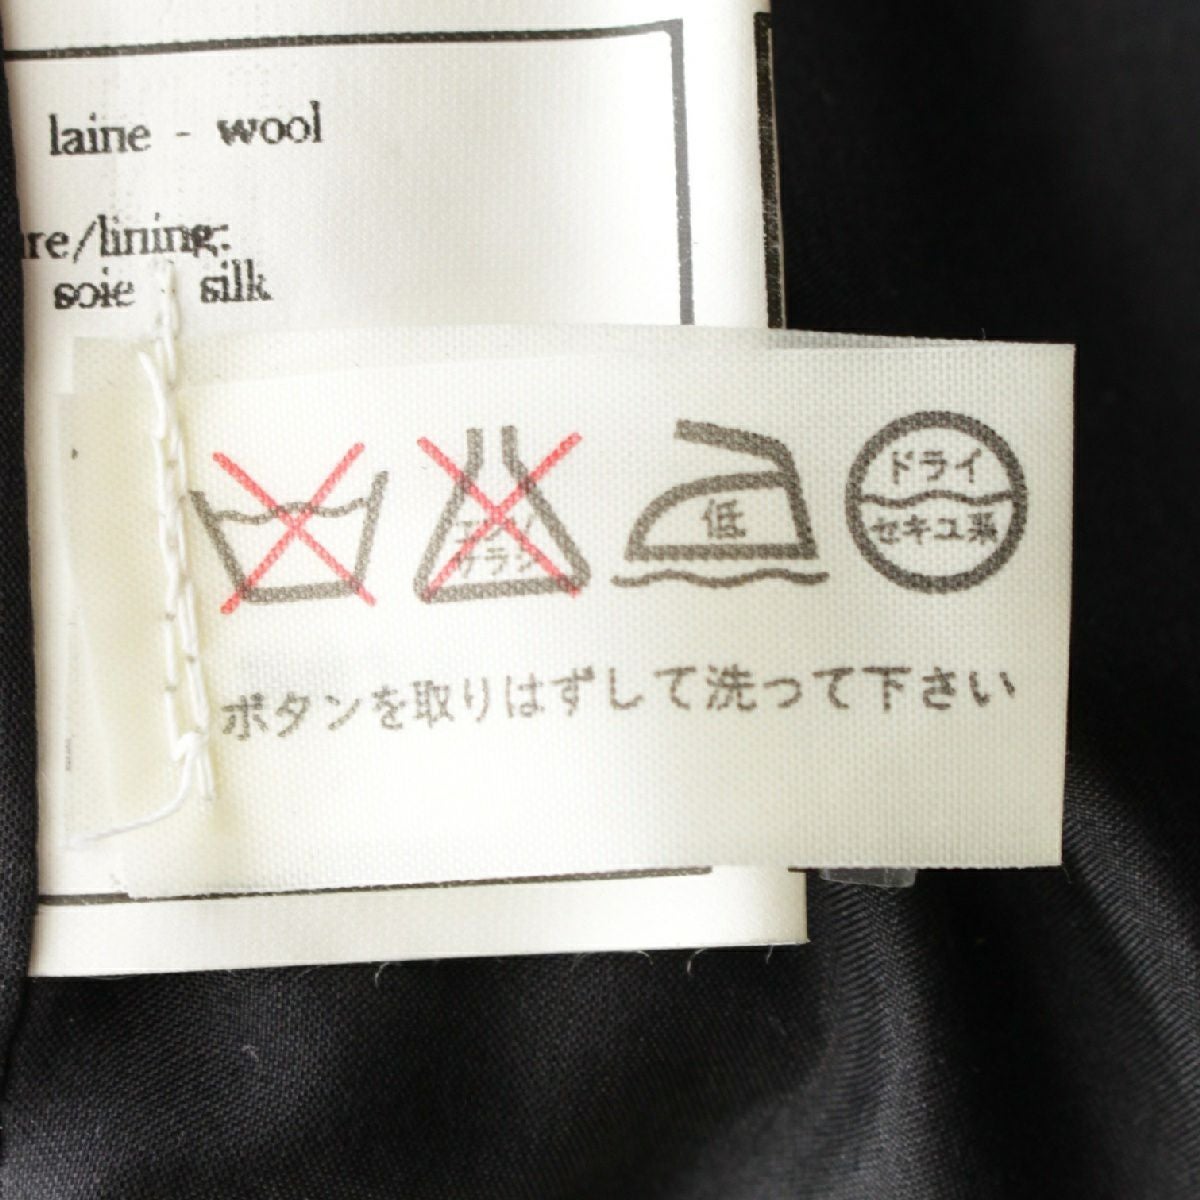 laine - wool
re/lining:
soie silk
エンソ
サラシ
低
ドライ
セキユ系
ボタンを取りはずして洗って下さい